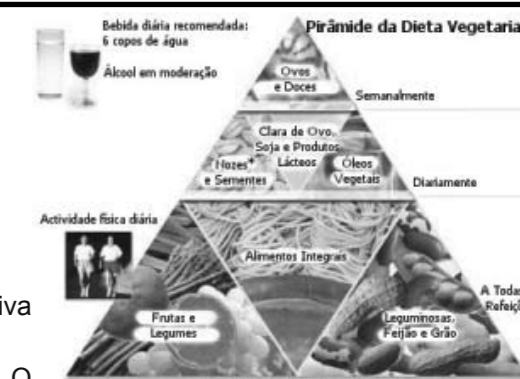 Bebida diária recomendada:
6 copos de água
Álcool em moderação
Pirâmide da Dieta Vegetaria
Ovos
e Doces
Semanalmente
Clara de Ovo,
Soja e Produtos
Lácteos
Nozes*
e Sementes
Óleos
Vegetais
Diariamente
Actividade física diária
Alimentos Integrais
A Todas
Refeiç
Frutas e
Legumes
Leguminosas,
Feijão e Grão
iva
O